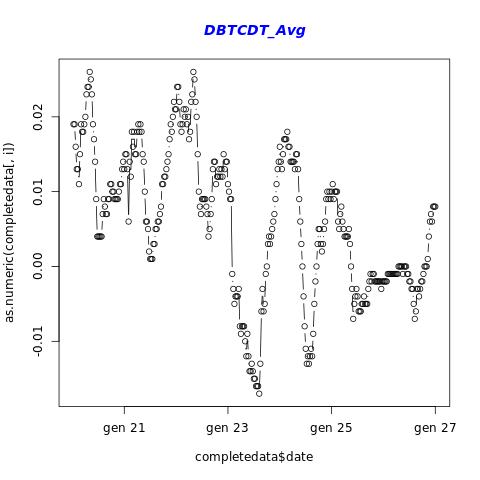 DBTCDT_Avg
as.numeric(completedata[, i])
0.02
0.01
0.00
-0.01
gen 21
gen 23
gen 25
gen 27
completedata$date